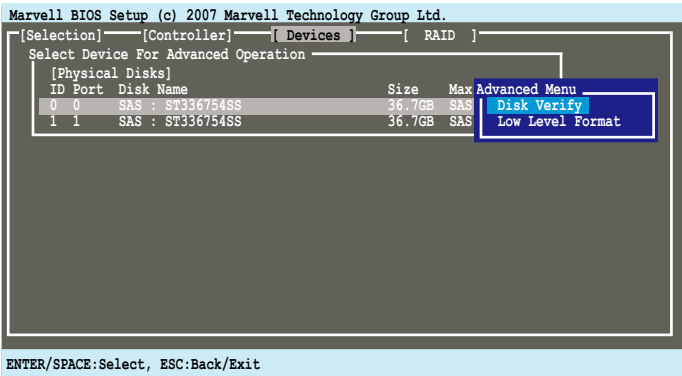 Marvell BIOS Setup (c) 2007 Marvell Technology Group Ltd.
[Selection] [Controller] [ Devices ] [ RAID ]
Select Device For Advanced Operation
[Physical Disks]
ID Port Disk Name Size Max
0 0 SAS : ST336754SS 36.7GB SAS
1 1 SAS : ST336754SS 36.7GB SAS
Advanced Menu
Disk Verify
Low Level Format
ENTER/SPACE:Select, ESC:Back/Exit